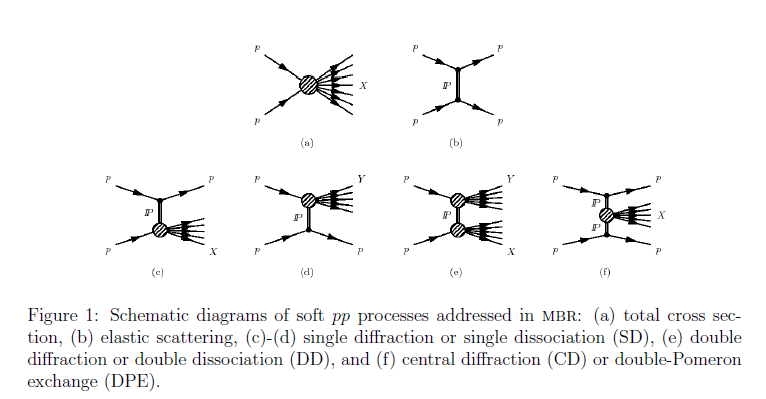 p
p
X
(a)
p
p
IP
p
p
(b)
p
p
IP
p
X
(c)
p
Y
IP
p
p
(d)
p
Y
IP
p
X
(e)
p
p
IP
X
IP
p
p
(f)
Figure 1: Schematic diagrams of soft pp processes addressed in MBR: (a) total cross sec-
tion, (b) elastic scattering, (c)-(d) single diffraction or single dissociation (SD), (e) double
diffraction or double dissociation (DD), and (f) central diffraction (CD) or double-Pomeron
exchange (DPE).